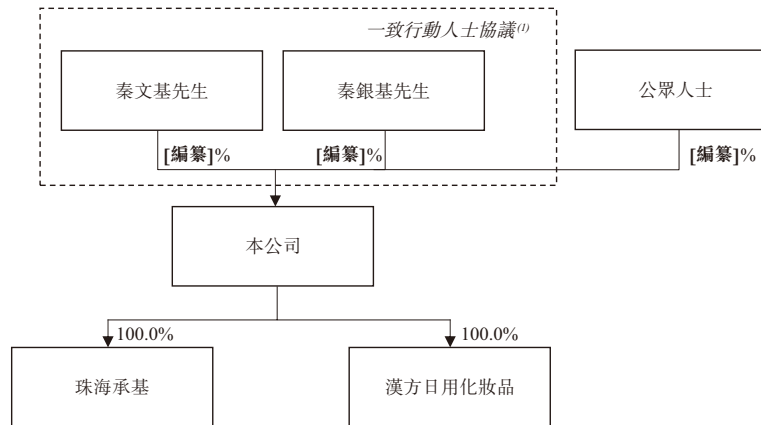 一致行動人士協議(1)
秦文基先生
秦銀基先生
公眾人士
[編纂]%
[編纂]%
[編纂]%
本公司
100.0%
100.0%
珠海承基
漢方日用化妝品